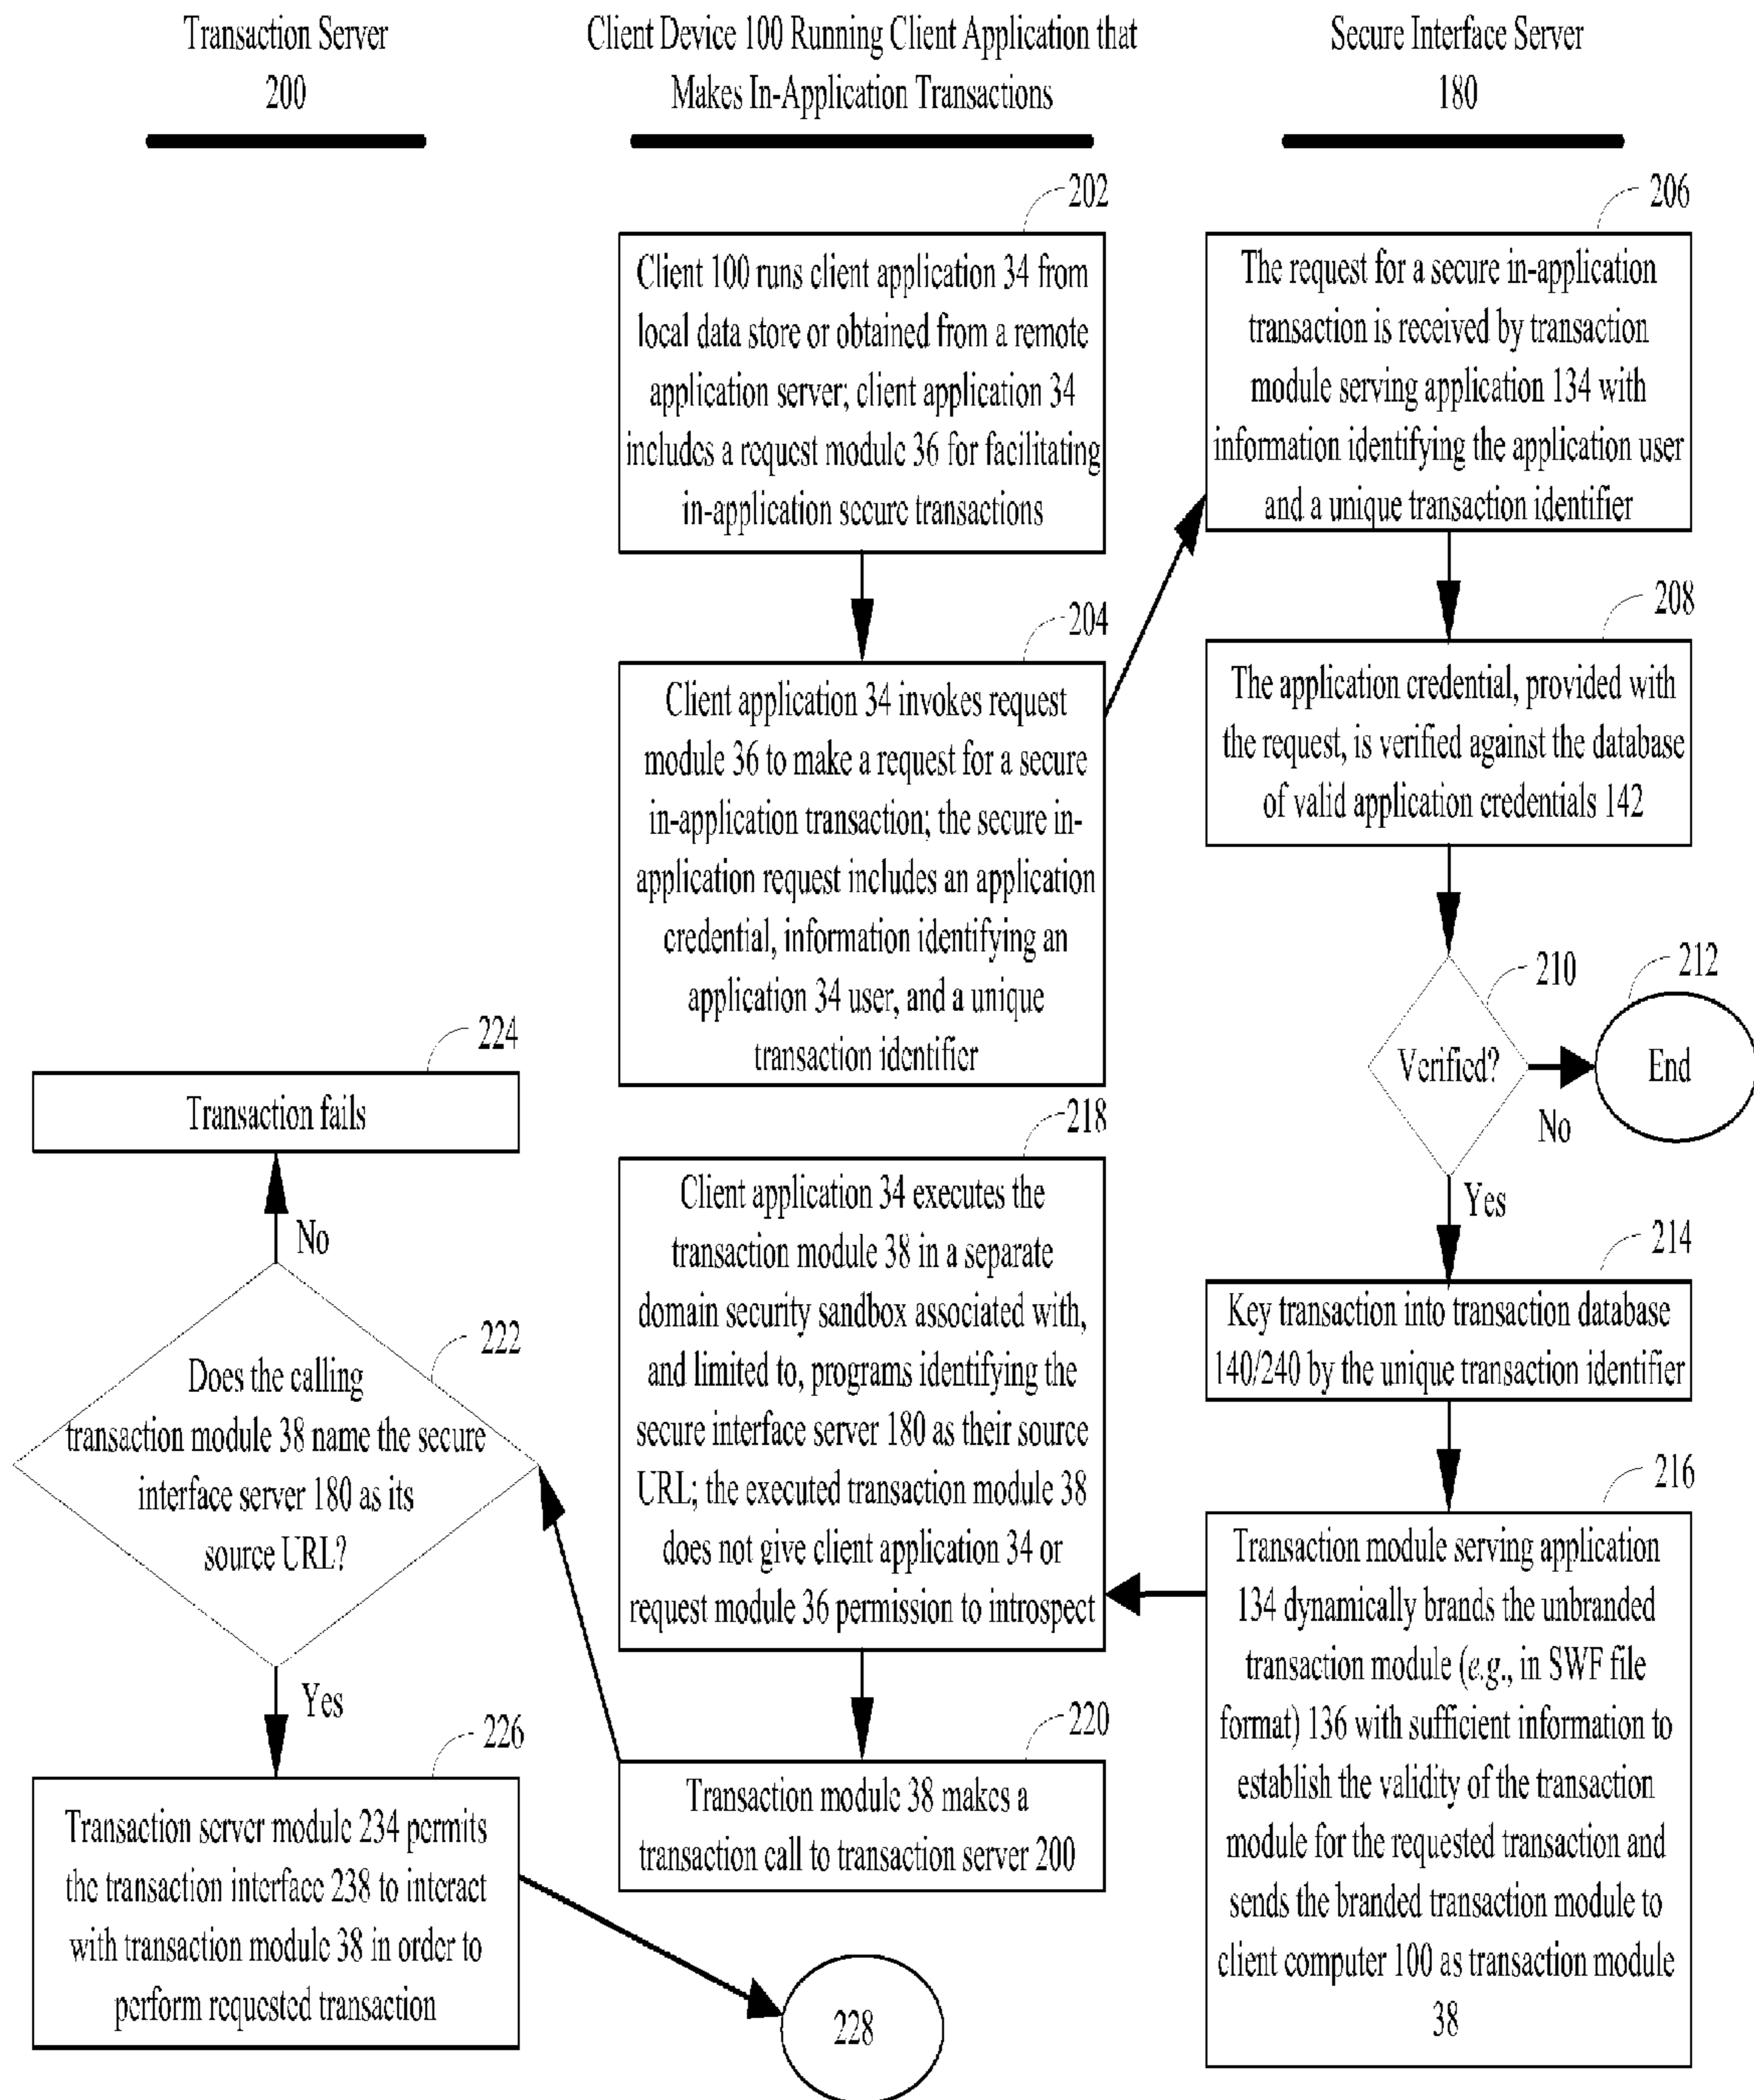 Transaction Server
200
Client Device 100 Running Client Application that
Makes In-Application Transactions
Secure Interface Server
180
202
Client 100 runs client application 34 from
local data store or obtained from a remote
application server; client application 34
includes a request module 36 for facilitating
in-application secure transactions
204
Client application 34 invokes request
module 36 to make a request for a secure
in-application transaction; the secure in-
application request includes an application
credential, information identifying an
application 34 user, and a unique
transaction identifier
206
The request for a secure in-application
transaction is received by transaction
module serving application 134 with
information identifying the application user
and a unique transaction identifier
208
The application credential, provided with
the request, is verified against the database
of valid application credentials 142
210
Verified?
No
212
End
Yes
214
Key transaction into transaction database
140/240 by the unique transaction identifier
216
Transaction module serving application
134 dynamically brands the unbranded
transaction module (e.g., in SWF file
format) 136 with sufficient information to
establish the validity of the transaction
module for the requested transaction and
sends the branded transaction module to
client computer 100 as transaction module
38
218
Client application 34 executes the
transaction module 38 in a separate
domain security sandbox associated with,
and limited to, programs identifying the
secure interface server 180 as their source
URL; the executed transaction module 38
does not give client application 34 or
request module 36 permission to introspect
220
Transaction module 38 makes a
transaction call to transaction server 200
222
Does the calling
transaction module 38 name the secure
interface server 180 as its
source URL?
No
224
Transaction fails
Yes
226
Transaction server module 234 permits
the transaction interface 238 to interact
with transaction module 38 in order to
perform requested transaction
228